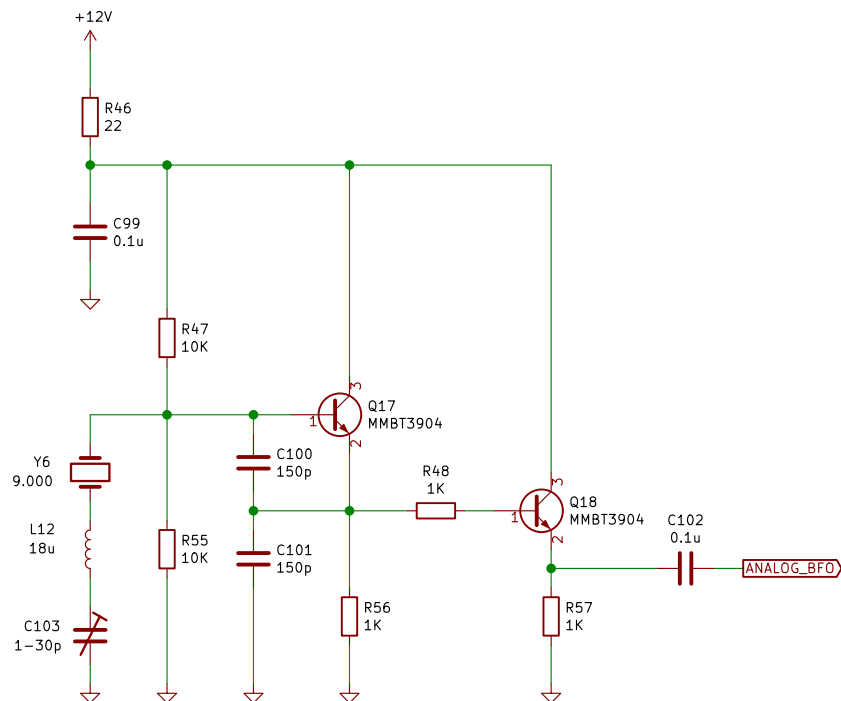 +12V
R46
22
C99
0.1u
R47
10K
3
Q17
1
MMBT3904
2
Y6
9.000
C100
150p
R48
1K
3
Q18
1
MMBT3904
2
C102
0.1u
ANALOG_BFO
L12
18u
R55
10K
C101
150p
C103
1-30p
R56
1K
R57
1K